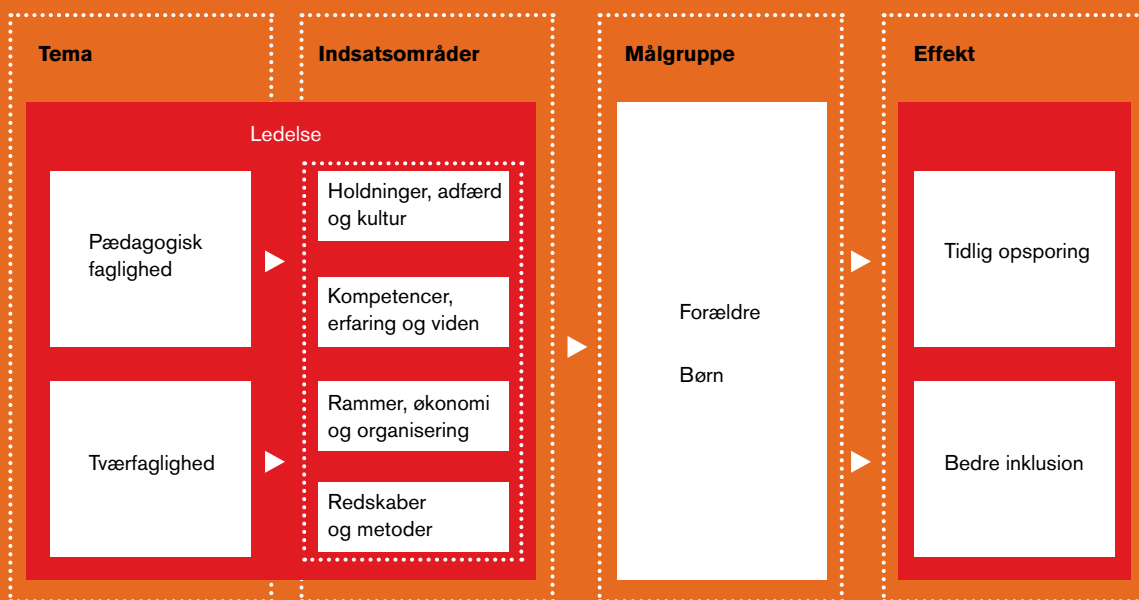 Tema
Indsatsområder
Målgruppe
Effekt
Ledelse
Pædagogisk
faglighed
Tværfaglighed
Holdninger, adfærd
og kultur
Kompetencer,
erfaring og viden
Rammer, økonomi
og organisering
Redskaber
og metoder
Forældre
Børn
Tidlig opsporing
Bedre inklusion